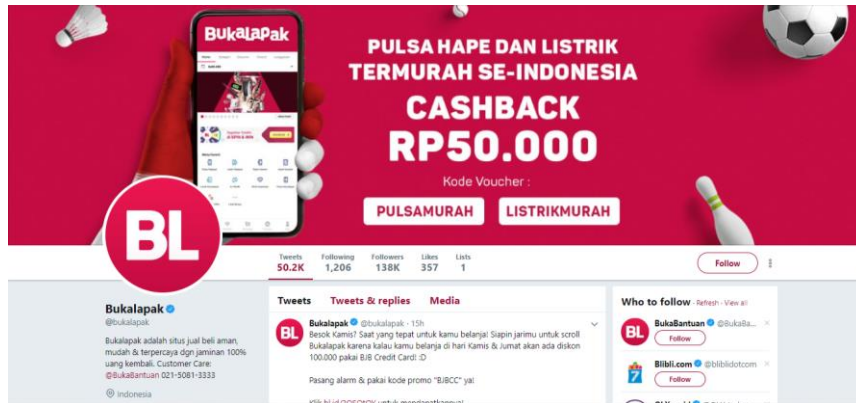 BukaLapak
PULSA HAPE DAN LISTRIK
TERMURAH SE-INDONESIA
CASHBACK
RP50.000
Kode Voucher :
PULSAMURAH LISTRIKMURAH
BL
Tweets Following Followers Likes Lists
50.2K 1,206 138K 357 1
Follow
Bukalapak
@bukalapak
Bukalapak adalah situs jual beli aman,
mudah & terpercaya dgn jaminan 100%
uang kembali. Customer Care:
@BukaBantuan 021-5081-3333
Indonesia
Tweets Tweets & replies Media
BL
Bukalapak @bukalapak · 15h
Besok Kamis? Saat yang tepat untuk kamu belanja! Siapin jarimu untuk scroll
Bukalapak karena kalau kamu belanja di hari Kamis & Jumat akan ada diskon
100.000 pakai BJB Credit Card! :D
Pasang alarm & pakai kode promo "BJBCC" ya!
Who to follow · Refresh · View all
BL
BukaBantuan @BukaBa...
Follow
Blibli.com @bliblidotcom
Follow